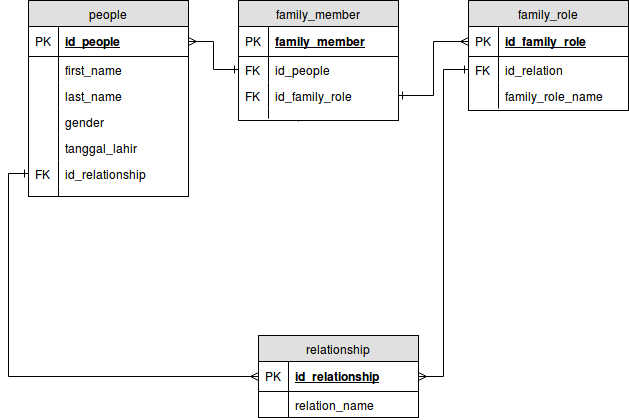 people
PK id_people
first_name
last_name
gender
tanggal_lahir
FK id_relationship
family_member
PK family_member
FK id_people
FK id_family_role
family_role
PK id_family_role
FK id_relation
family_role_name
relationship
PK id_relationship
relation_name